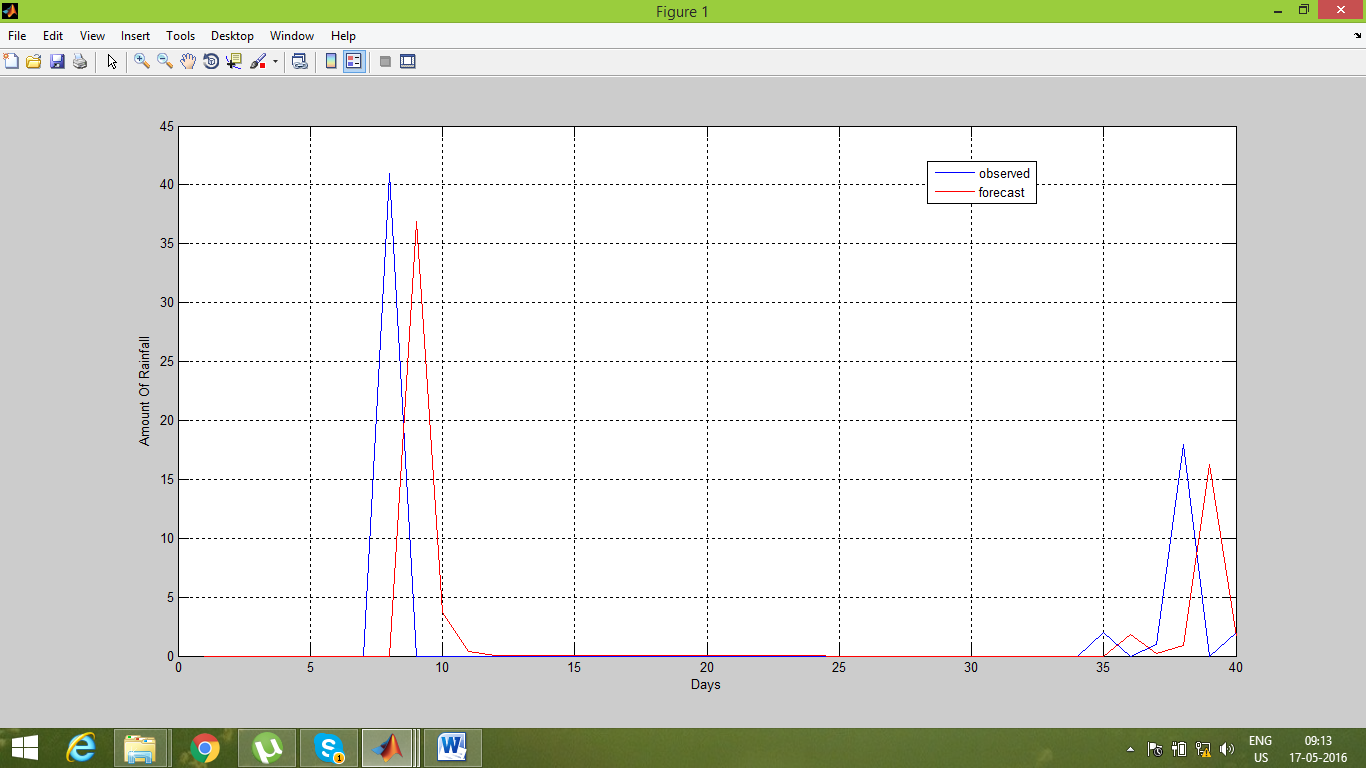 Figure 1
File Edit View Insert Tools Desktop Window Help
45
40
35
30
25
20
15
10
5
0
Amount Of Rainfall
observed
forecast
0 5 10 15 20 25 30 35 40
Days
1
W
ENG
US
09:13
17-05-2016